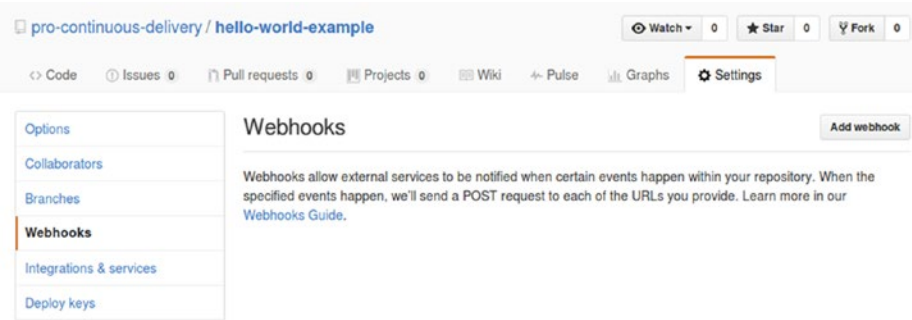 pro-continuous-delivery / hello-world-example Watch 0 Star 0 Fork 0
<> Code Issues 0 Pull requests 0 Projects 0 Wiki Pulse Graphs Settings
Options
Collaborators
Branches
Webhooks
Integrations & services
Deploy keys
Webhooks Add webhook
Webhooks allow external services to be notified when certain events happen within your repository. When the
specified events happen, we'll send a POST request to each of the URLs you provide. Learn more in our
Webhooks Guide.